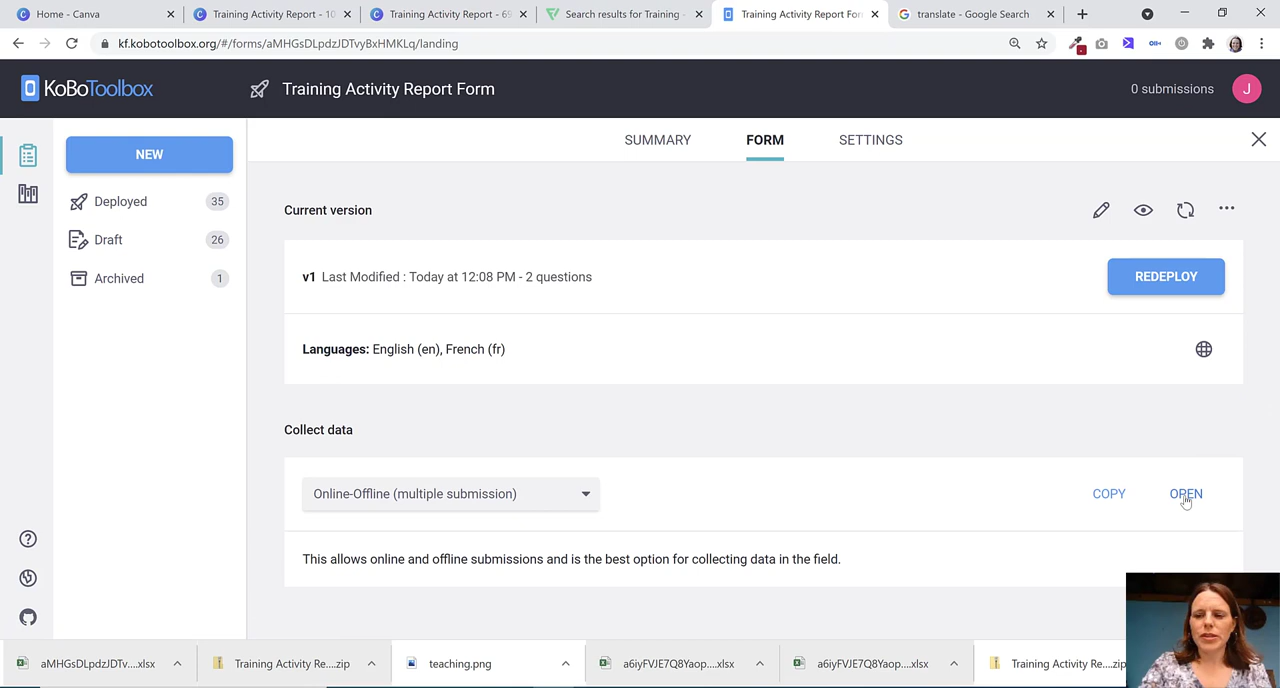 Home - Canva
Training Activity Report - 10
Training Activity Report - 69
Search results for Training -
Training Activity Report For
translate - Google Search
kf.kobotoolbox.org/#/forms/aMHGsDLpdzJDTvyBxHMKLq/landing
KoBoToolbox
Training Activity Report Form
0 submissions
J
NEW
Deployed 35
Draft 26
Archived 1
SUMMARY
FORM
SETTINGS
Current version
v1 Last Modified : Today at 12:08 PM - 2 questions
REDEPLOY
Languages: English (en), French (fr)
Collect data
Online-Offline (multiple submission)
COPY
OPEN
This allows online and offline submissions and is the best option for collecting data in the field.
aMHGsDLpdzJDTv....xlsx
Training Activity Re....zip
teaching.png
a6iyFVJE7Q8Yaop....xlsx
a6iyFVJE7Q8Yaop....xlsx
Training Activity Re....zip